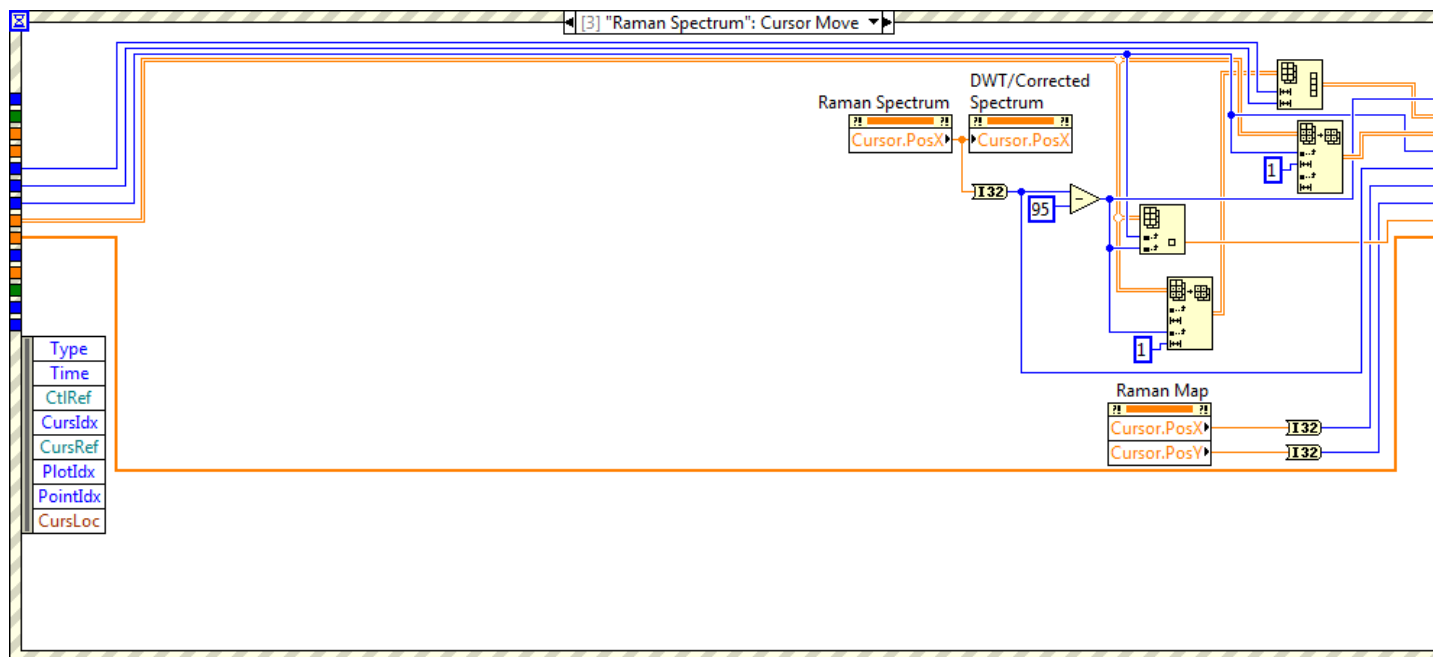 [3] "Raman Spectrum": Cursor Move
DWT/Corrected
Spectrum
Raman Spectrum
?! ?!
?! ?!
Cursor.PosX
Cursor.PosX
I32
95
1
1
Type
Time
CtlRef
CursIdx
CursRef
PlotIdx
PointIdx
CursLoc
Raman Map
?! ?!
Cursor.PosX
I32
Cursor.PosY
I32